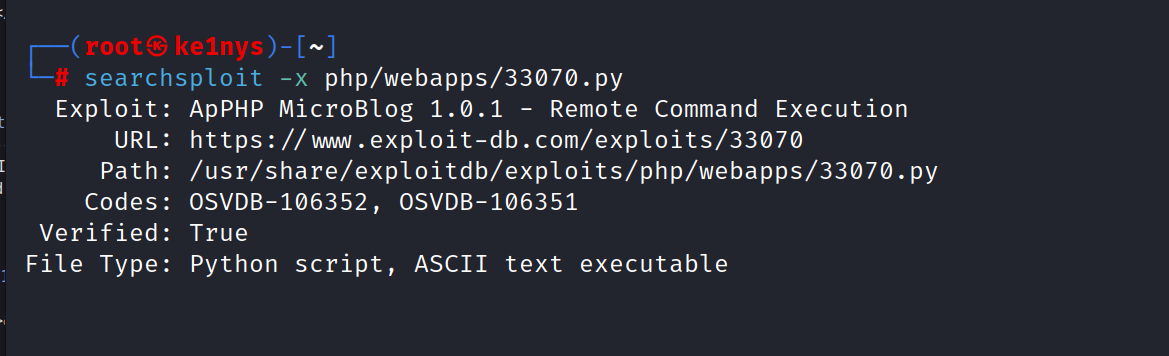 ┌──(root㉿ke1nys)-[~]
└─# searchsploit -x php/webapps/33070.py
Exploit: ApPHP MicroBlog 1.0.1 - Remote Command Execution
URL: https://www.exploit-db.com/exploits/33070
Path: /usr/share/exploitdb/exploits/php/webapps/33070.py
Codes: OSVDB-106352, OSVDB-106351
Verified: True
File Type: Python script, ASCII text executable